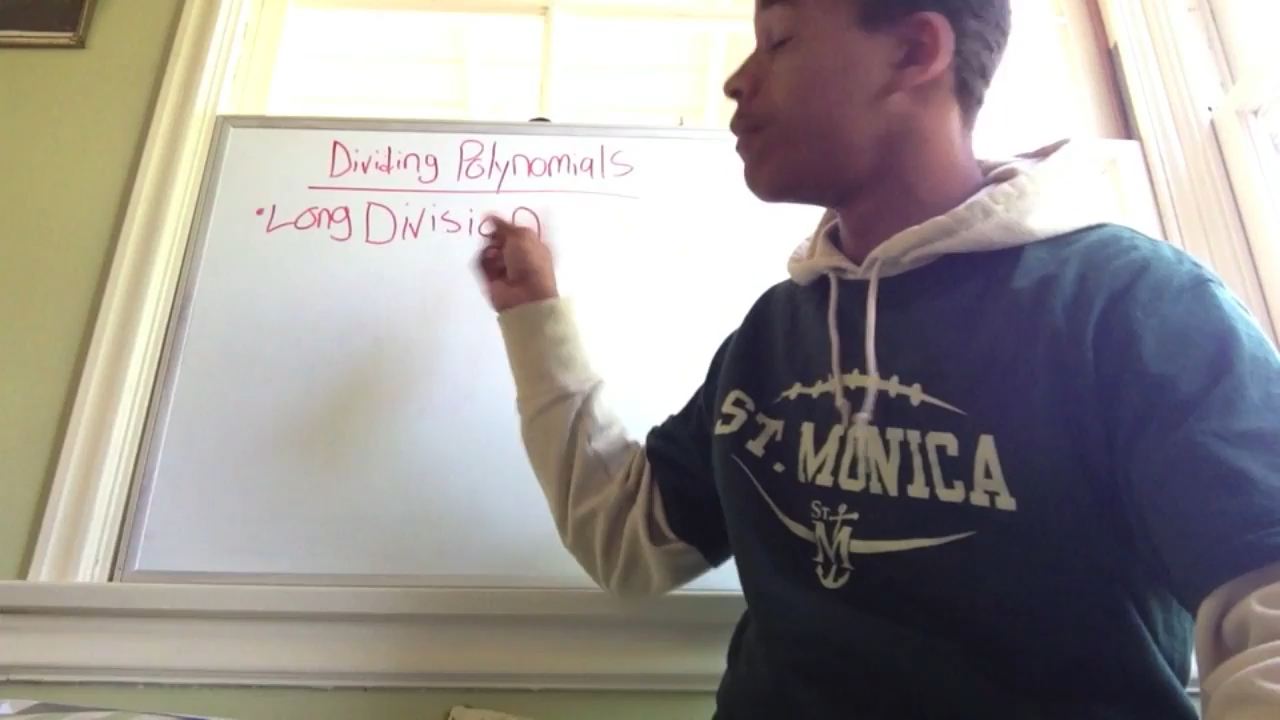 Dividing Polynomials
•Long Division
ST. MONICA
ST.
M